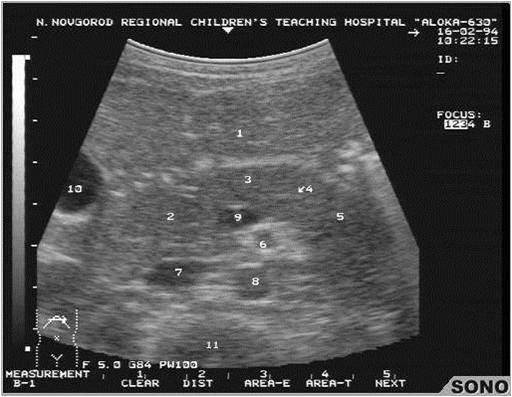 N.NOVGOROD REGIONAL CHILDREN'S TEACHING HOSPITAL "ALOKA-630"
→ 16-02-94
10:22:15
ID:
–
FOCUS:
1234 B
1
3
10
↙4
2
9
5
6
7
8
11
F 5.0 G84 PW100
MEASUREMENT 1 2 3 4 5
B-1 CLEAR DIST AREA-E AREA-T NEXT
SONO